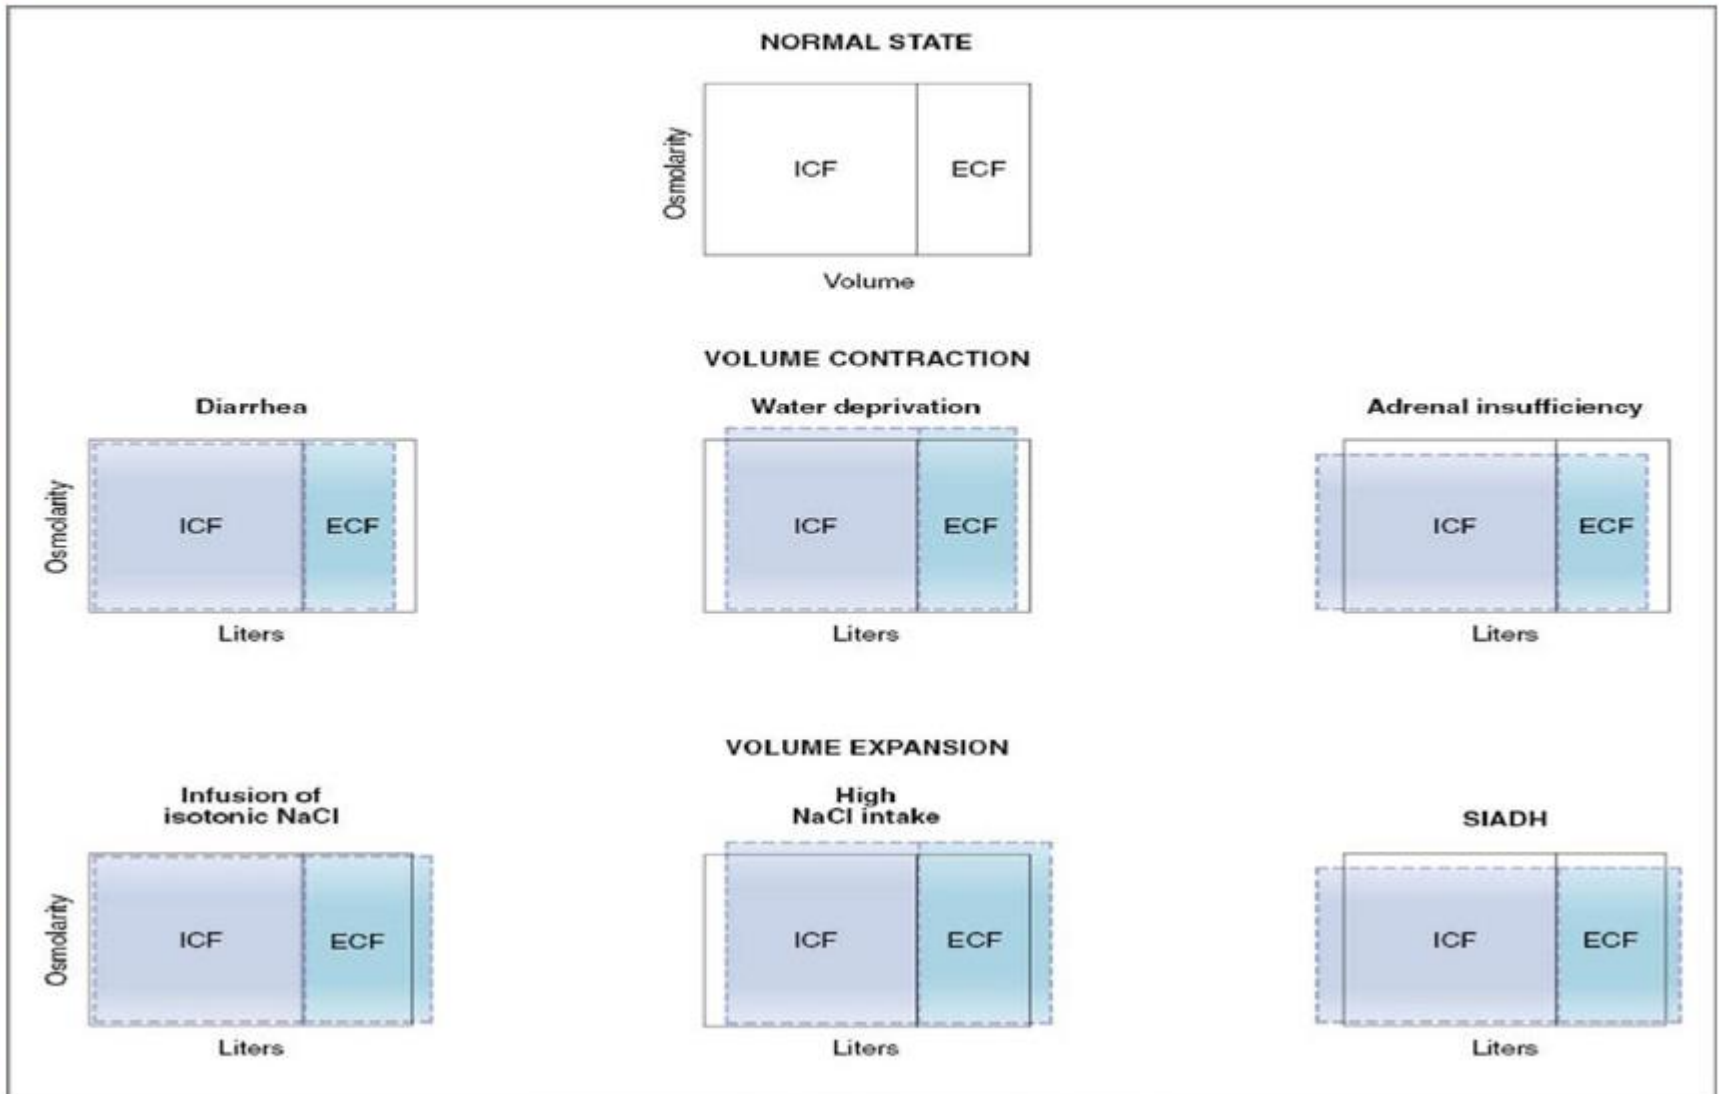 NORMAL STATE
Osmolarity
ICF
ECF
Volume
VOLUME CONTRACTION
Diarrhea
Water deprivation
Adrenal insufficiency
Osmolarity
ICF
ECF
ICF
ECF
ICF
ECF
Liters
Liters
Liters
VOLUME EXPANSION
Infusion of
isotonic NaCl
High
NaCl intake
SIADH
Osmolarity
ICF
ECF
ICF
ECF
ICF
ECF
Liters
Liters
Liters